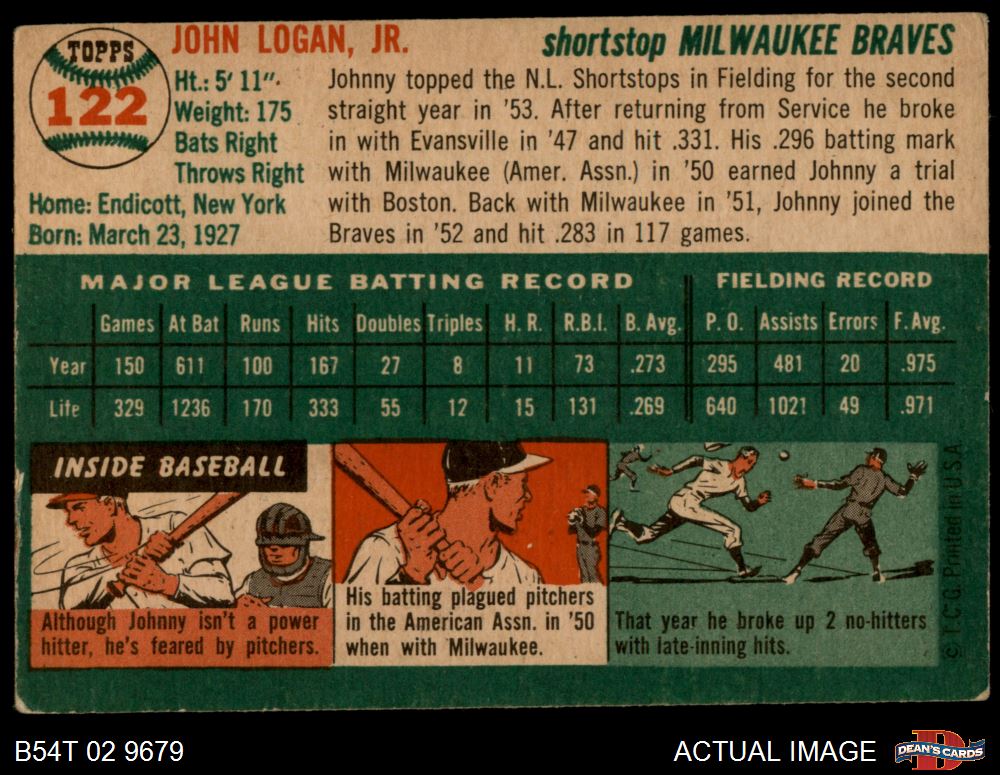 TOPPS
122
JOHN LOGAN, JR.
shortstop MILWAUKEE BRAVES
Ht.: 5' 11".
Weight: 175
Bats Right
Throws Right
Home: Endicott, New York
Born: March 23, 1927
Johnny topped the N.L. Shortstops in Fielding for the second
straight year in '53. After returning from Service he broke
in with Evansville in '47 and hit .331. His .296 batting mark
with Milwaukee (Amer. Assn.) in '50 earned Johnny a trial
with Boston. Back with Milwaukee in '51, Johnny joined the
Braves in '52 and hit .283 in 117 games.
MAJOR LEAGUE BATTING RECORD FIELDING RECORD
Games At Bat Runs Hits Doubles Triples H. R. R.B.I. B. Avg. P. O. Assists Errors F. Avg.
Year 150 611 100 167 27 8 11 73 .273 295 481 20 .975
Life 329 1236 170 333 55 12 15 131 .269 640 1021 49 .971
INSIDE BASEBALL
Although Johnny isn't a power
hitter, he's feared by pitchers.
His batting plagued pitchers
in the American Assn. in '50
when with Milwaukee.
That year he broke up 2 no-hitters
with late-inning hits.
© T.C.G. Printed in U.S.A.
B54T 02 9679
ACTUAL IMAGE
DEAN'S CARDS